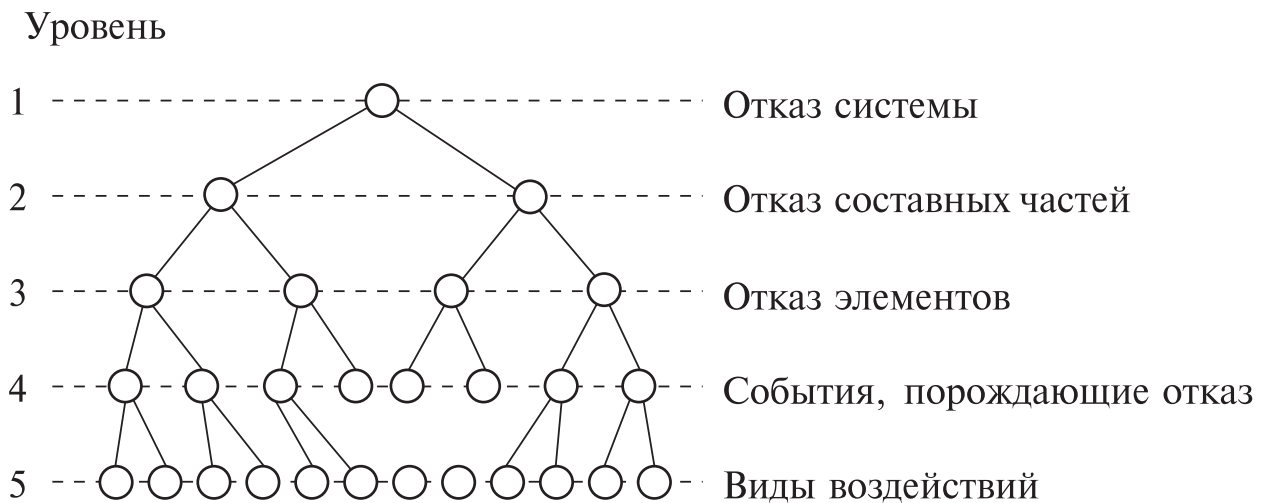 Уровень
1 Отказ системы
2 Отказ составных частей
3 Отказ элементов
4 События, порождающие отказ
5 Виды воздействий